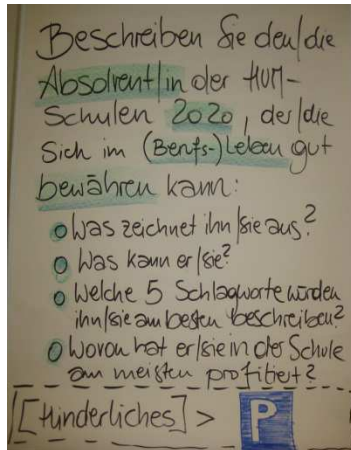 Beschreiben Sie den/die
Absolvent/in der HUM-
Schulen 2020, der/die
sich im (Berufs-)Leben gut
bewähren kann:
Was zeichnet ihn/sie aus?
Was kann er/sie?
Welche 5 Schlagworte würden
ihn/sie am besten beschreiben?
Wovon hat er/sie in der Schule
am meisten profitiert?
[Hinderliches] > P